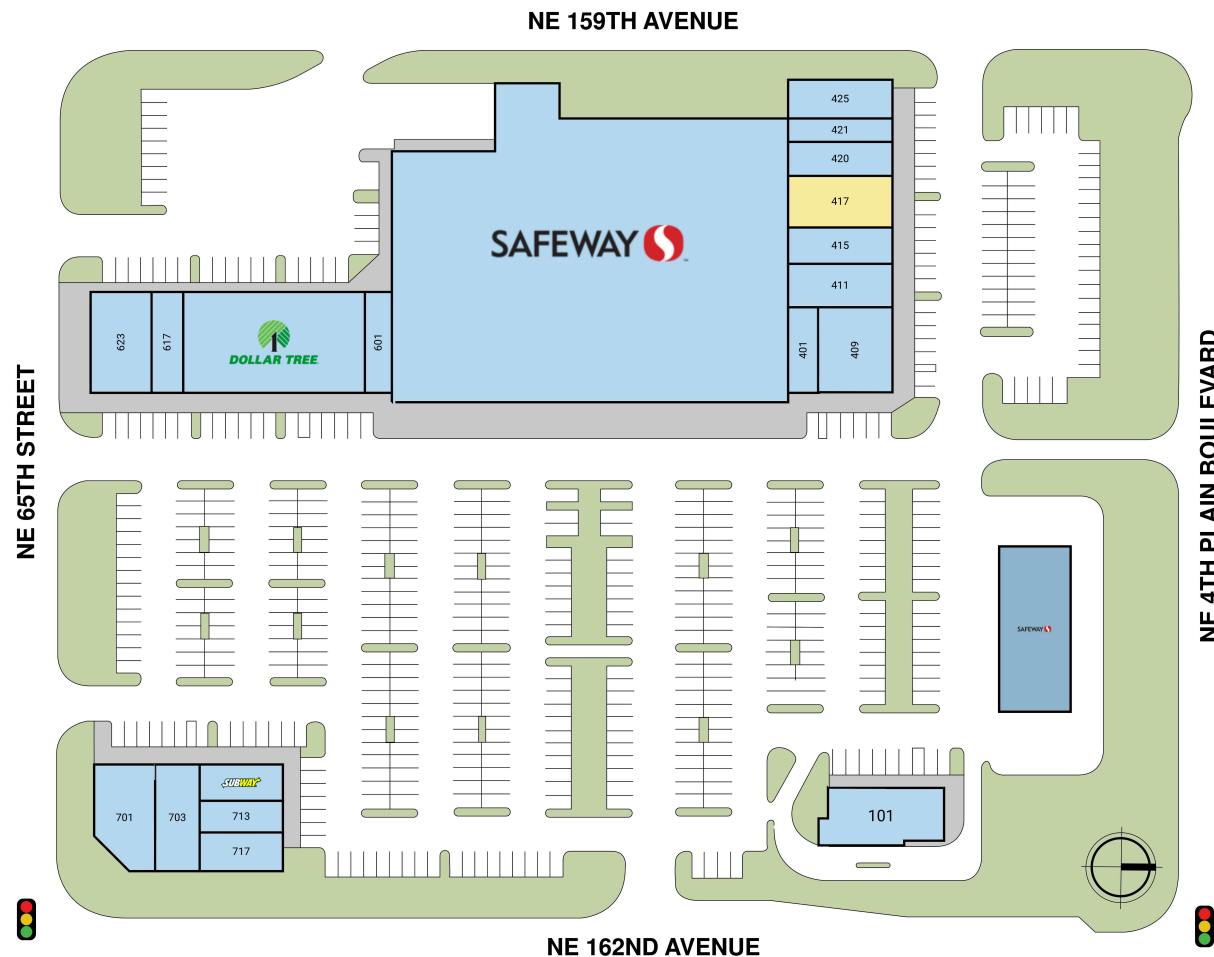 NE 159TH AVENUE
425
421
420
417
SAFEWAY
415
411
623
617
DOLLAR TREE
601
401
409
NE 65TH STREET
NE 4TH PLAIN BOULEVARD
SAFEWAY
SUBWAY
701
703
713
717
101
NE 162ND AVENUE